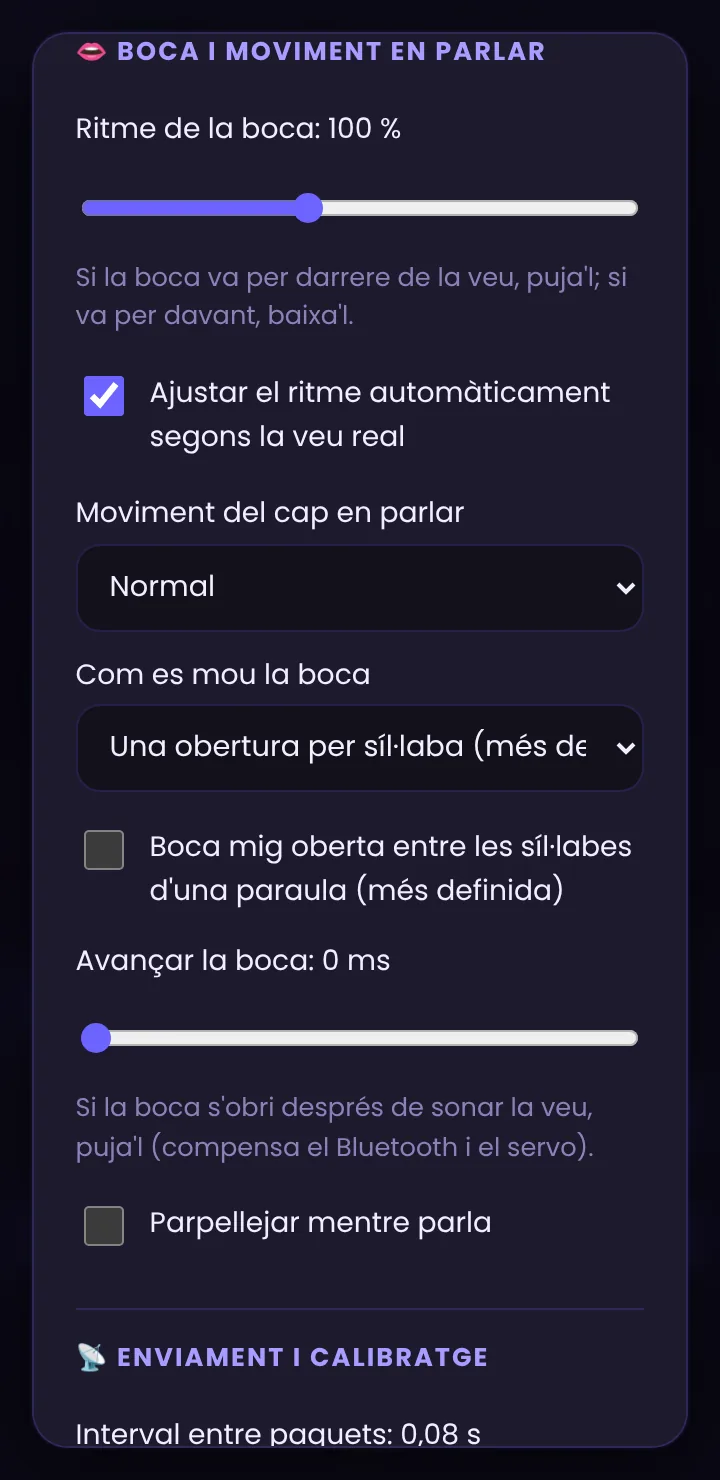 BOCA I MOVIMENT EN PARLAR
Ritme de la boca: 100 %
Si la boca va per darrere de la veu, puja'l; si
va per davant, baixa'l.
Ajustar el ritme automàticament
segons la veu real
Moviment del cap en parlar
Normal
Com es mou la boca
Una obertura per síl·laba (més de
Boca mig oberta entre les síl·labes
d'una paraula (més definida)
Avançar la boca: 0 ms
Si la boca s'obri després de sonar la veu,
puja'l (compensa el Bluetooth i el servo).
Parpellejar mentre parla
ENVIAMENT I CALIBRATGE
Interval entre paquets: 0,08 s